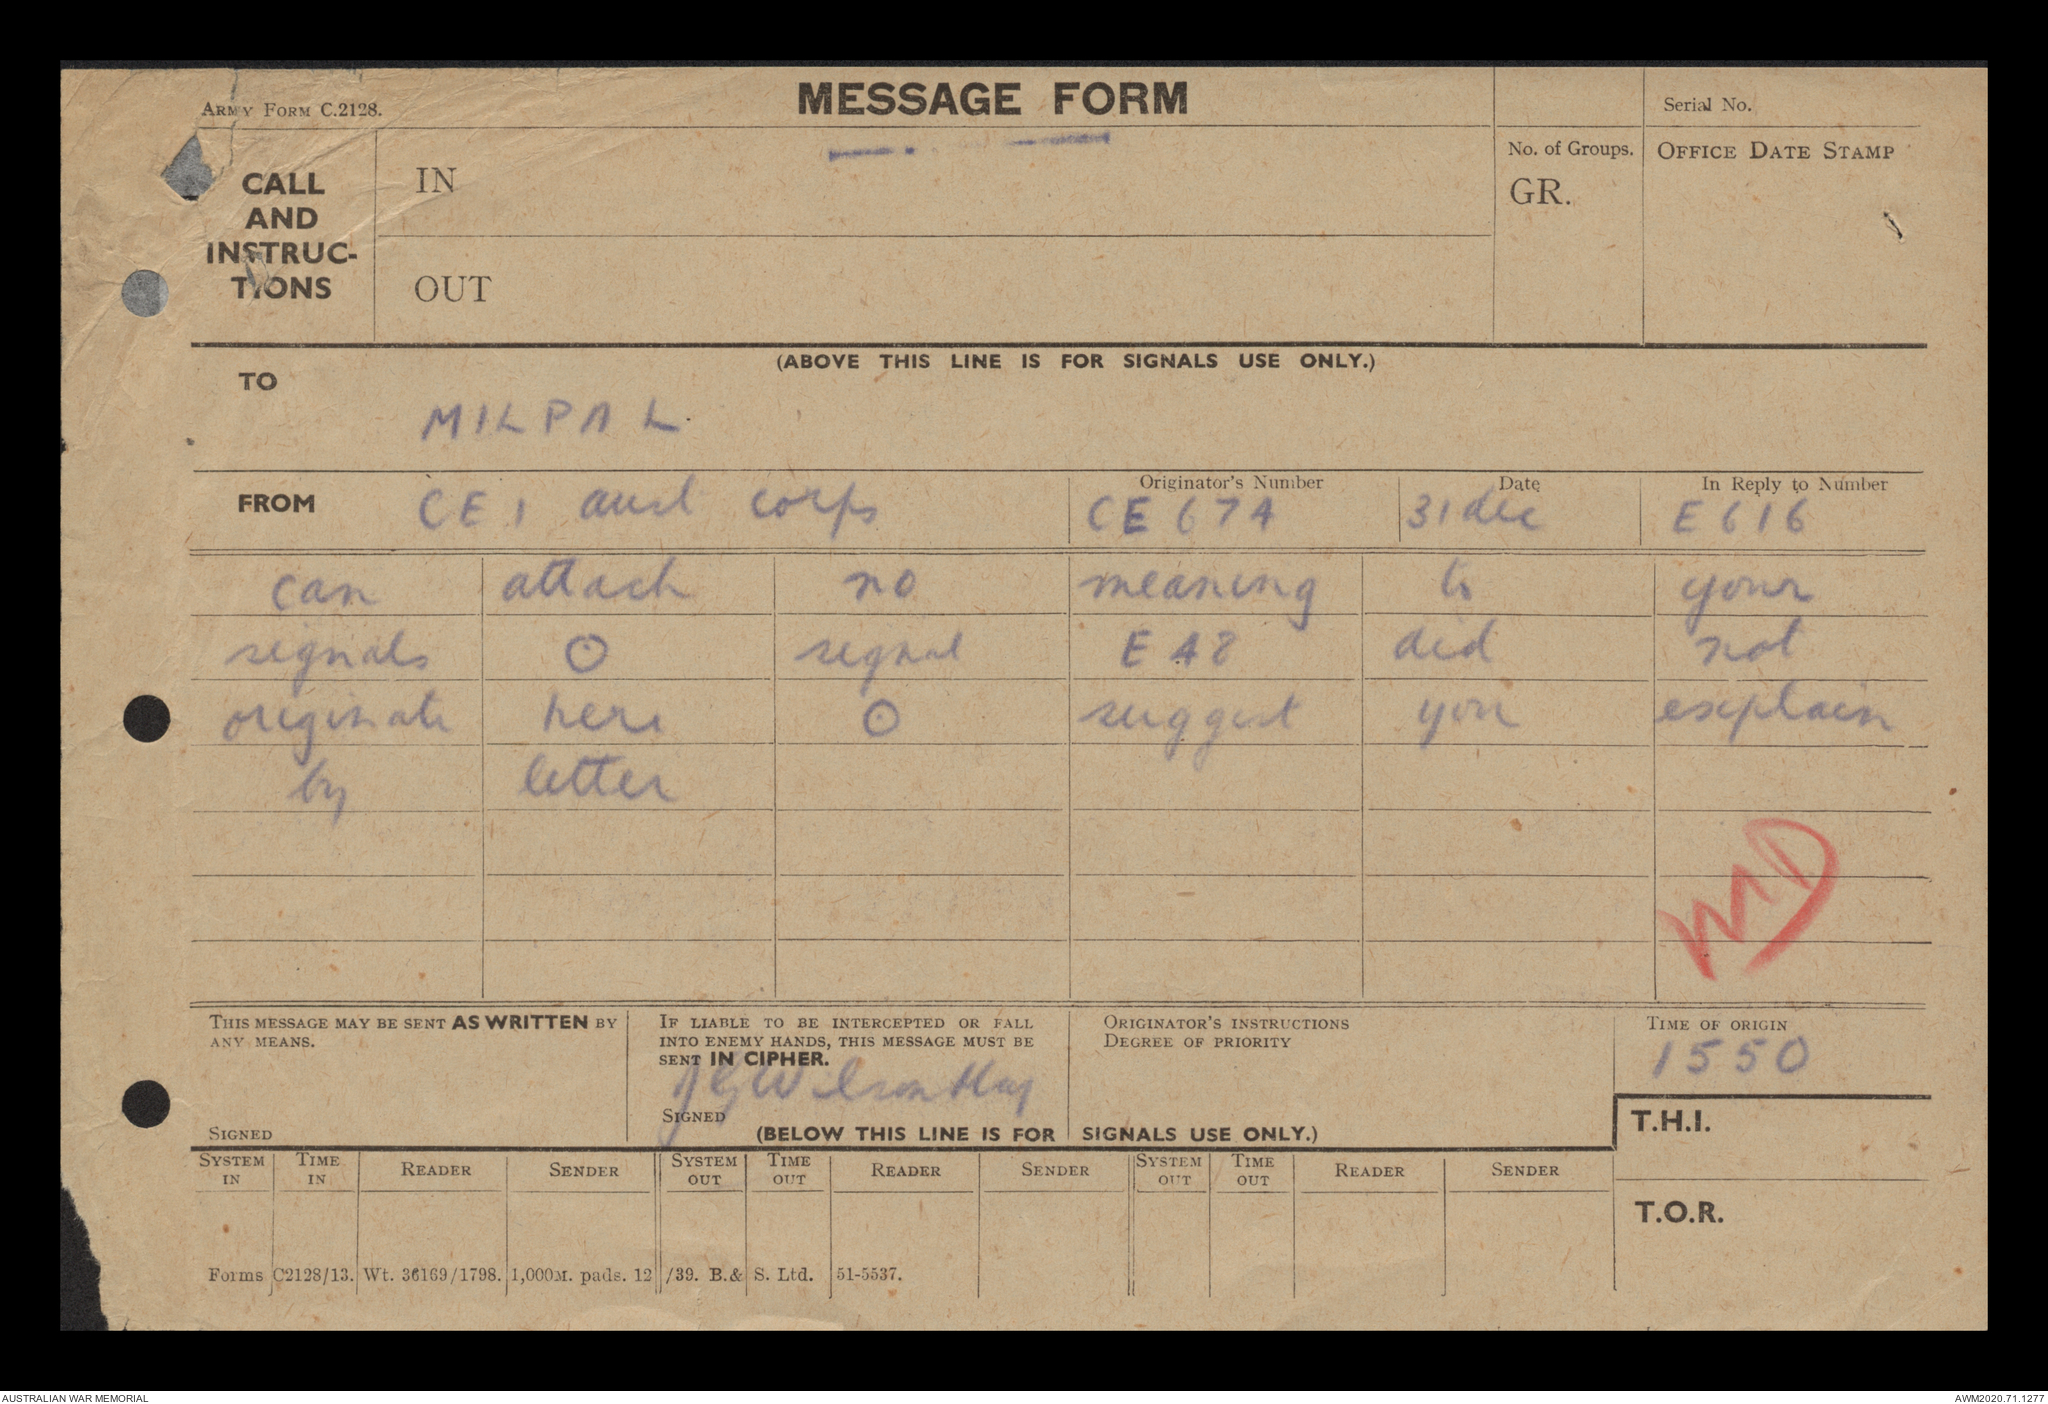 ARMY FORM C.2128.
MESSAGE FORM
Serial No.
CALL
AND
INSTRUC-
TIONS
IN
OUT
No. of Groups.
GR.
OFFICE DATE STAMP
(ABOVE THIS LINE IS FOR SIGNALS USE ONLY.)
TO
MILPAL
FROM CE 1 aust corps
Originator's Number
CE 674
Date
31 dec
In Reply to Number
E 616
can attach no meaning to your
signals O signal E 48 did not
originate here O suggest you explain
by letter
MD
THIS MESSAGE MAY BE SENT AS WRITTEN BY
ANY MEANS.
SIGNED
IF LIABLE TO BE INTERCEPTED OR FALL
INTO ENEMY HANDS, THIS MESSAGE MUST BE
SENT IN CIPHER.
Wilson Maj
SIGNED
ORIGINATOR'S INSTRUCTIONS
DEGREE OF PRIORITY
TIME OF ORIGIN
1550
(BELOW THIS LINE IS FOR SIGNALS USE ONLY.)
T.H.I.
SYSTEM IN TIME IN READER SENDER SYSTEM OUT TIME OUT READER SENDER SYSTEM OUT TIME OUT READER SENDER
T.O.R.
Forms C2128/13. Wt. 36169/1798. 1,000M. pads. 12/39. B.& S. Ltd. 51-5537.
AUSTRALIAN WAR MEMORIAL
AWM2020.71.1277